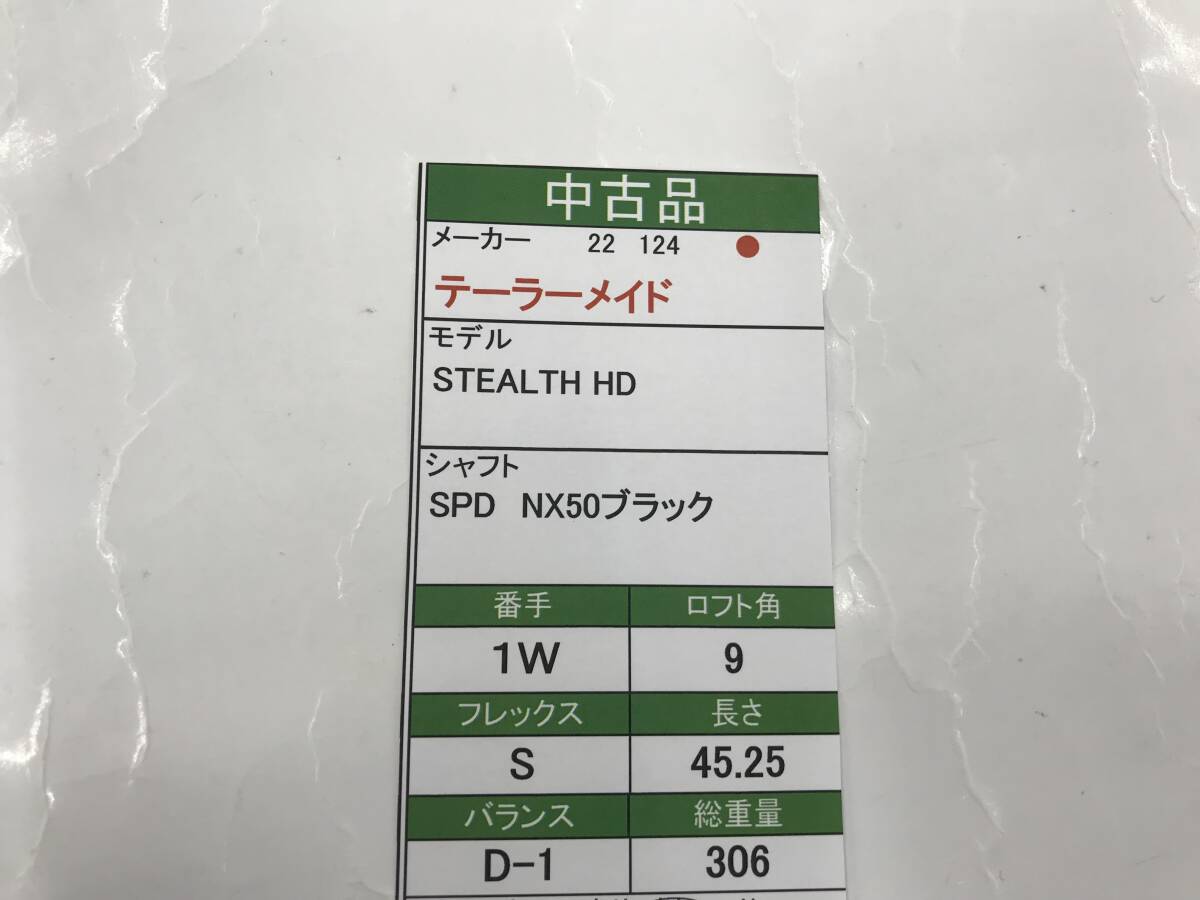 中古品
メーカー 22 124
テーラーメイド
モデル
STEALTH HD
シャフト
SPD NX50ブラック
番手 ロフト角
1W 9
フレックス 長さ
S 45.25
バランス 総重量
D-1 306